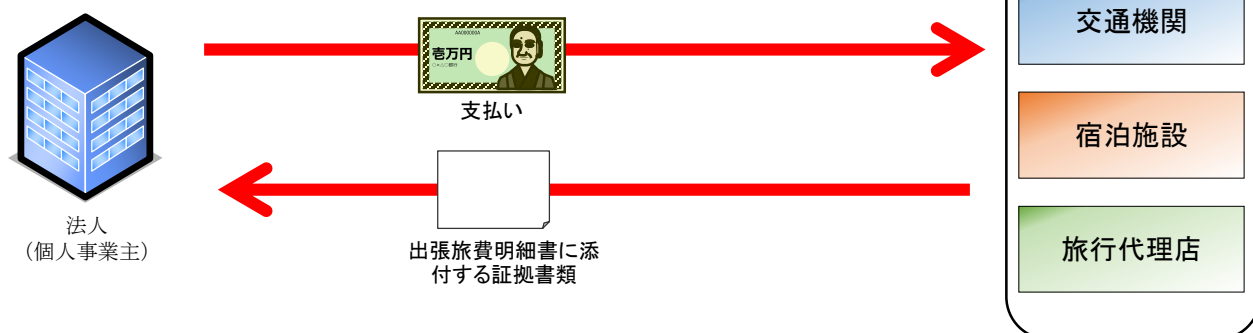 交通機関
AA000000A
壱万円
支払い
宿泊施設
法人
（個人事業主）
出張旅費明細書に添
付する証拠書類
旅行代理店